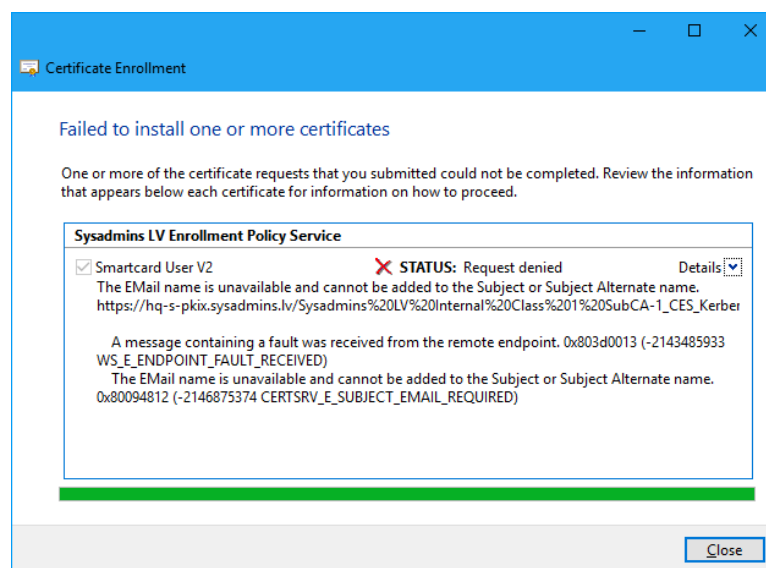 Certificate Enrollment
Failed to install one or more certificates
One or more of the certificate requests that you submitted could not be completed. Review the information
that appears below each certificate for information on how to proceed.
Sysadmins LV Enrollment Policy Service
Smartcard User V2 STATUS: Request denied Details
The EMail name is unavailable and cannot be added to the Subject or Subject Alternate name.
https://hq-s-pkix.sysadmins.lv/Sysadmins%20LV%20Internal%20Class%201%20SubCA-1_CES_Kerber
A message containing a fault was received from the remote endpoint. 0x803d0013 (-2143485933
WS_E_ENDPOINT_FAULT_RECEIVED)
The EMail name is unavailable and cannot be added to the Subject or Subject Alternate name.
0x80094812 (-2146875374 CERTSRV_E_SUBJECT_EMAIL_REQUIRED)
Close